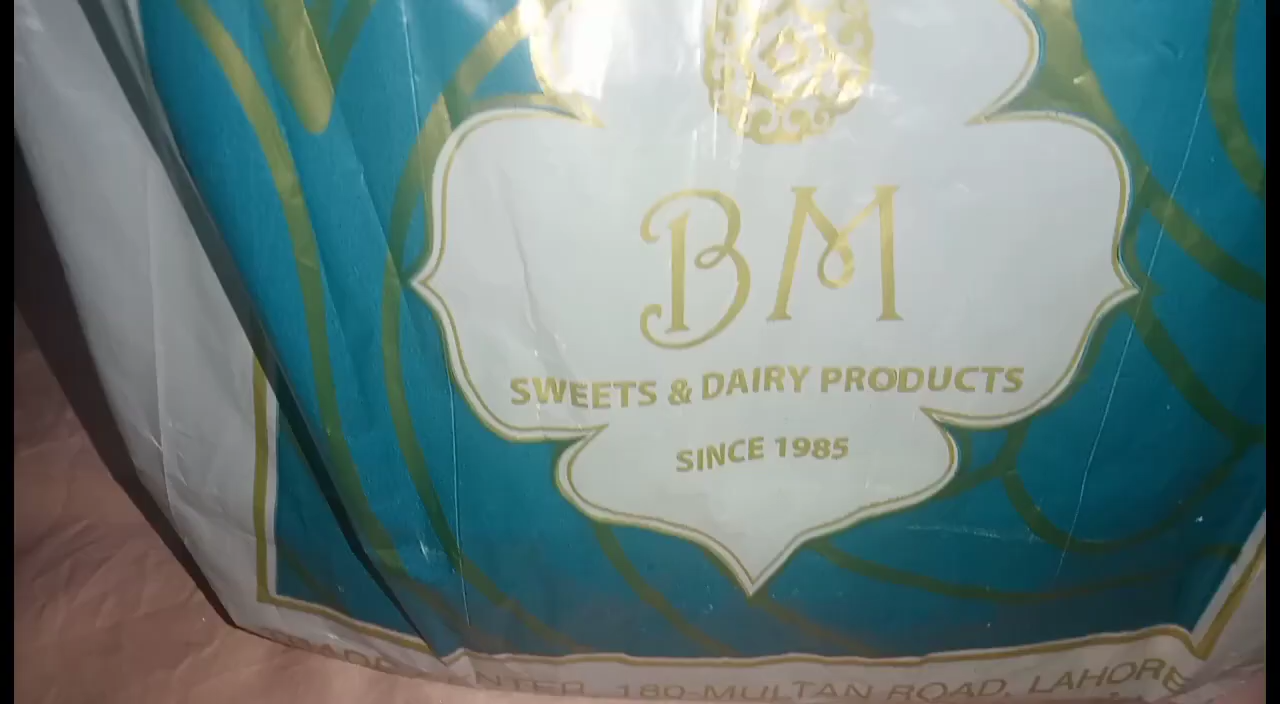 BM
SWEETS & DAIRY PRODUCTS
SINCE 1985
180-MULTAN ROAD, LAHORE